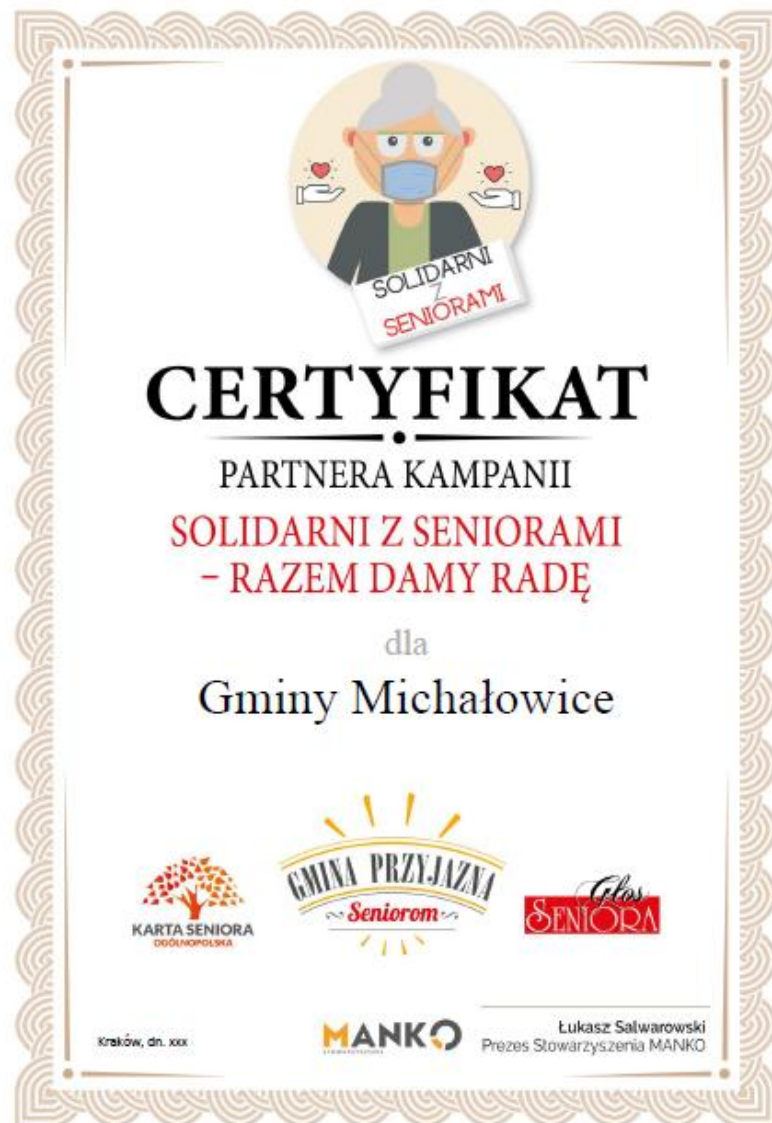 SOLIDARNI
Z
SENIORAMI
CERTYFIKAT
PARTNERA KAMPANII
SOLIDARNI Z SENIORAMI
– RAZEM DAMY RADĘ
dla
Gminy Michałowice
GMINA PRZYJAZNA
Seniorom
KARTA SENIORA
OGÓLNOPOLSKA
Głos
SENIORA
Kraków, dn. xxx
MANKO
STOWARZYSZENIE
Łukasz Salwarowski
Prezes Stowarzyszenia MANKO